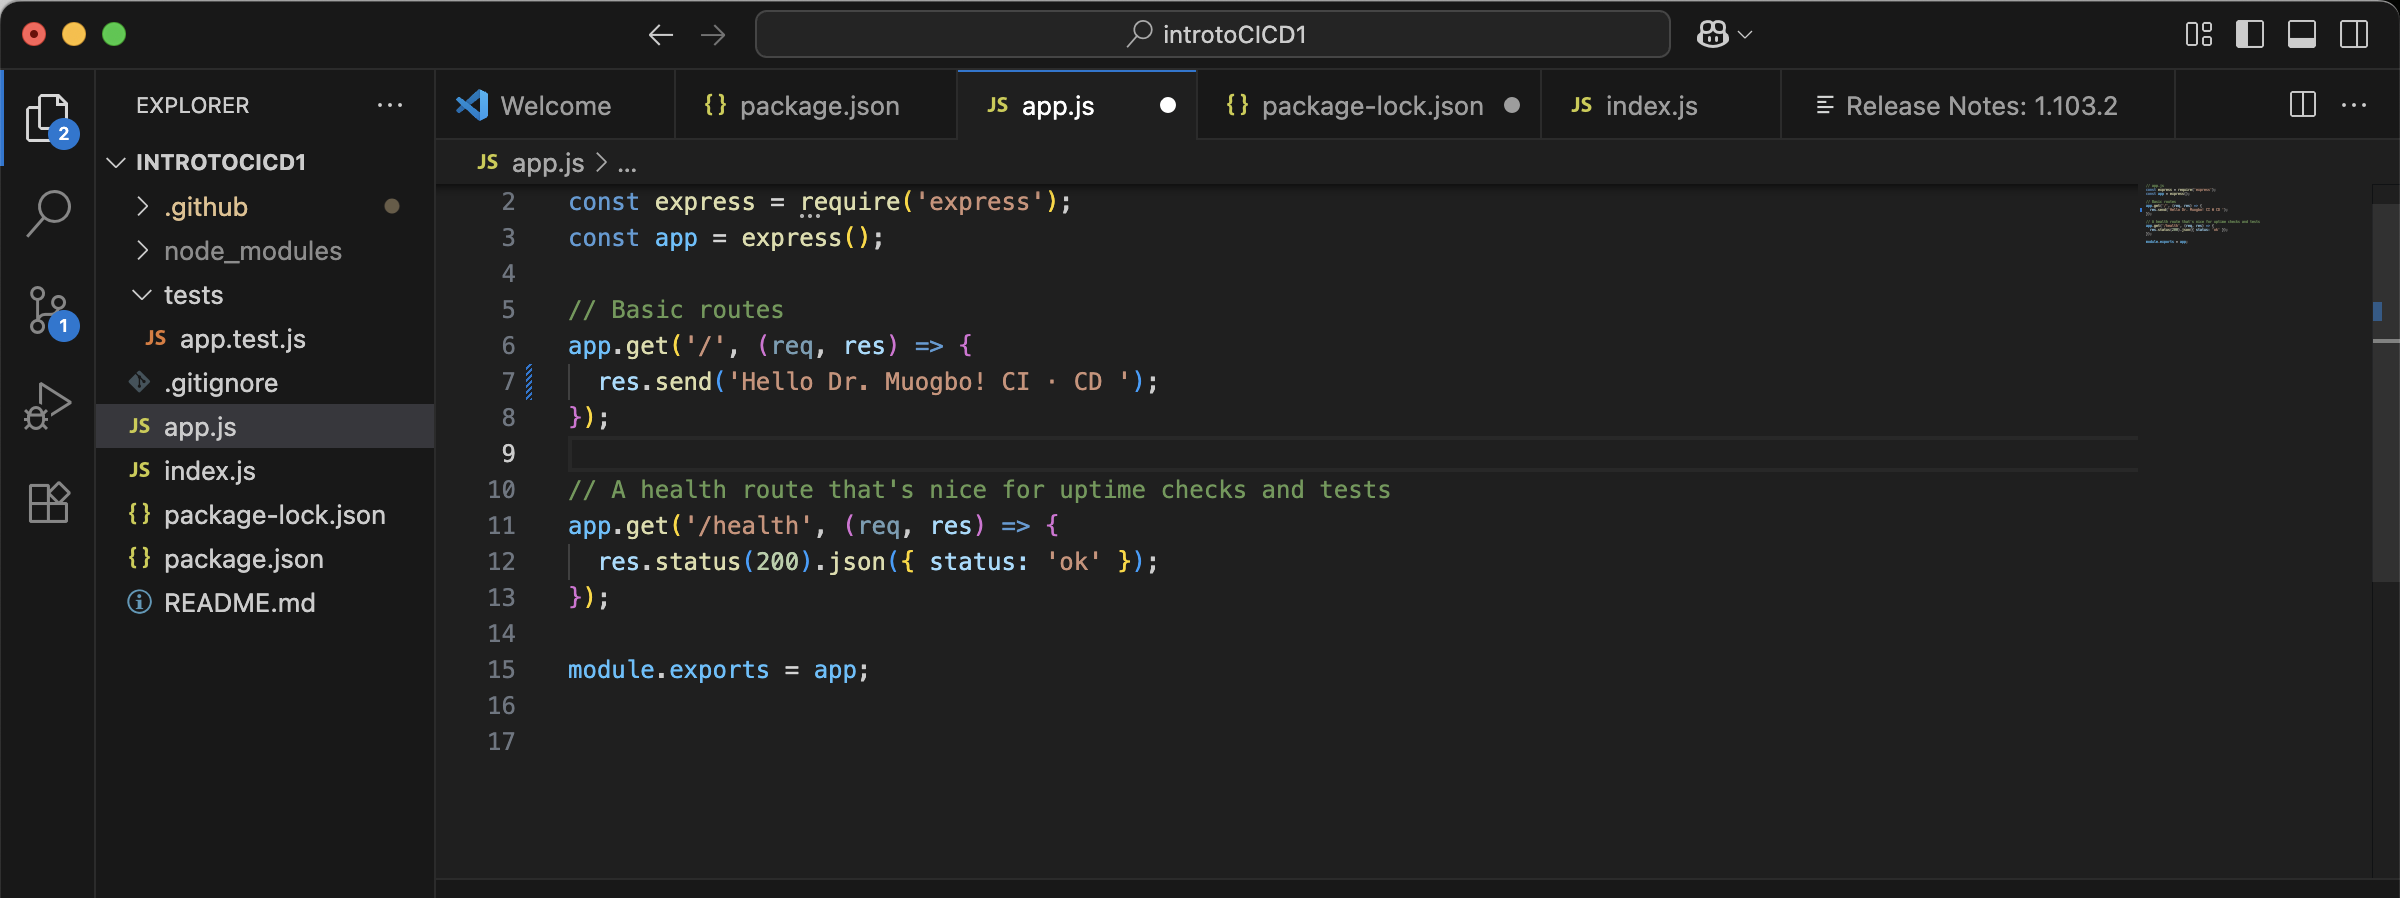 introtoCICD1
EXPLORER
Welcome
{} package.json
JS app.js
{} package-lock.json
JS index.js
Release Notes: 1.103.2
2
INTROTOCICD1
JS app.js > ...
.github
node_modules
tests
JS app.test.js
.gitignore
JS app.js
JS index.js
{} package-lock.json
{} package.json
README.md
1
2 const express = require('express');
3 const app = express();
4
5 // Basic routes
6 app.get('/', (req, res) => {
7 res.send('Hello Dr. Muogbo! CI · CD ');
8 });
9
10 // A health route that's nice for uptime checks and tests
11 app.get('/health', (req, res) => {
12 res.status(200).json({ status: 'ok' });
13 });
14
15 module.exports = app;
16
17